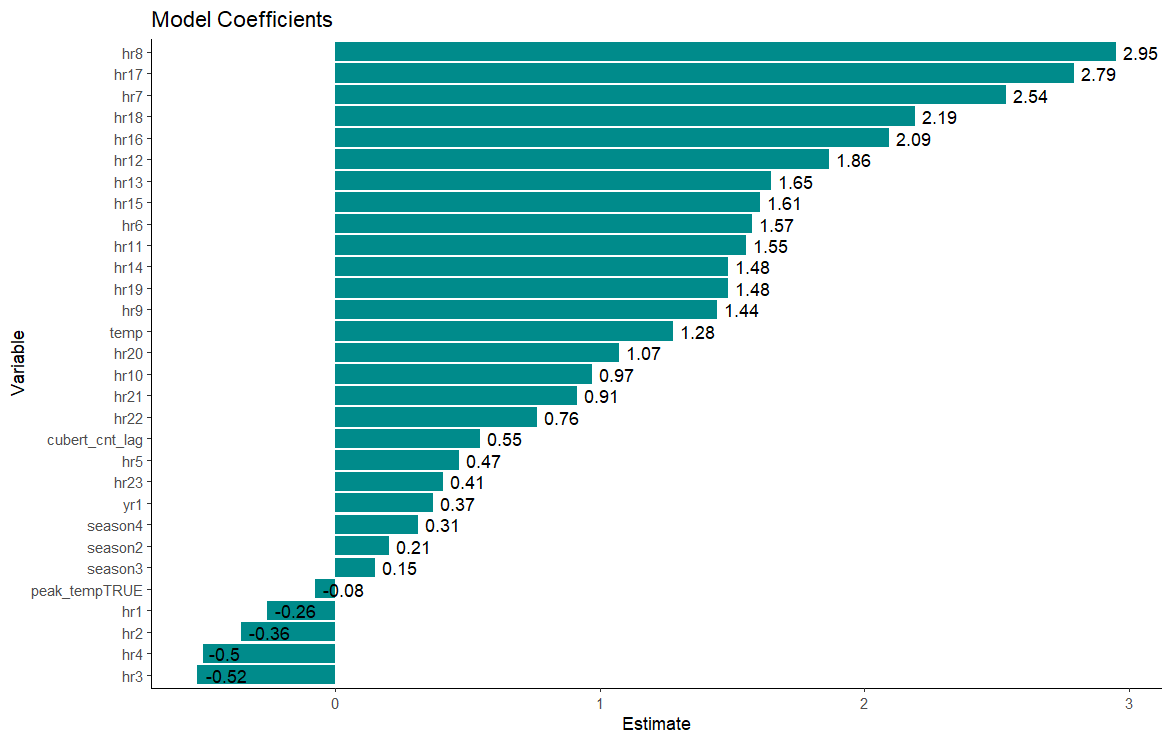 Model Coefficients
Variable
hr8 2.95
hr17 2.79
hr7 2.54
hr18 2.19
hr16 2.09
hr12 1.86
hr13 1.65
hr15 1.61
hr6 1.57
hr11 1.55
hr14 1.48
hr19 1.48
hr9 1.44
temp 1.28
hr20 1.07
hr10 0.97
hr21 0.91
hr22 0.76
cubert_cnt_lag 0.55
hr5 0.47
hr23 0.41
yr1 0.37
season4 0.31
season2 0.21
season3 0.15
peak_tempTRUE -0.08
hr1 -0.26
hr2 -0.36
hr4 -0.5
hr3 -0.52
0 1 2 3
Estimate